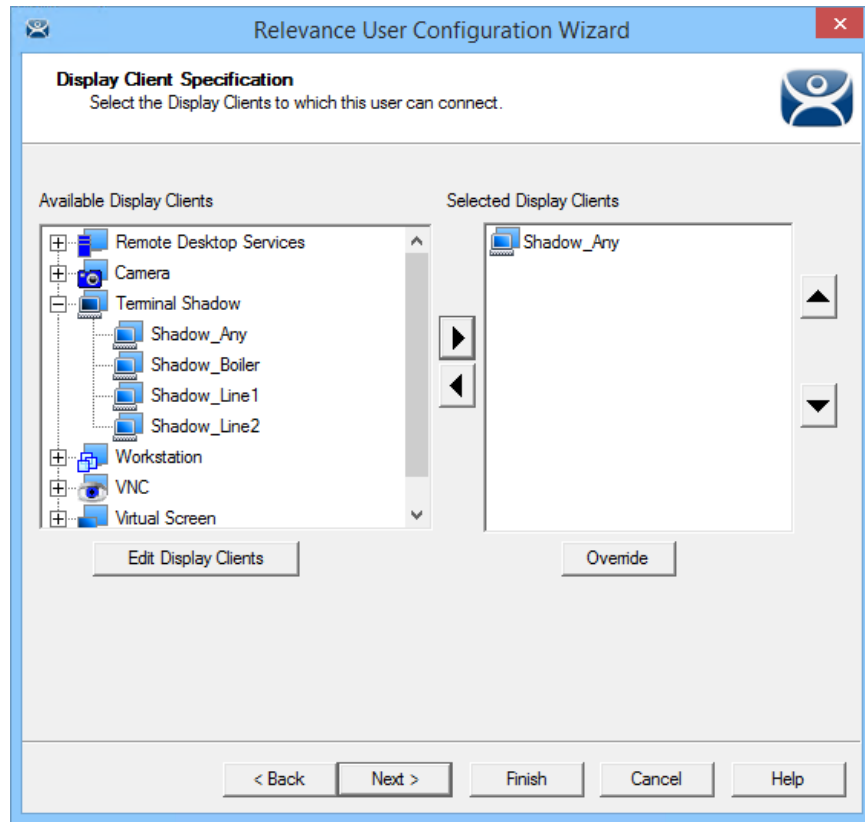 Relevance User Configuration Wizard
Display Client Specification
Select the Display Clients to which this user can connect.
Available Display Clients
Selected Display Clients
Remote Desktop Services
Camera
Terminal Shadow
Shadow_Any
Shadow_Boiler
Shadow_Line1
Shadow_Line2
Workstation
VNC
Virtual Screen
Shadow_Any
Edit Display Clients
Override
< Back
Next >
Finish
Cancel
Help